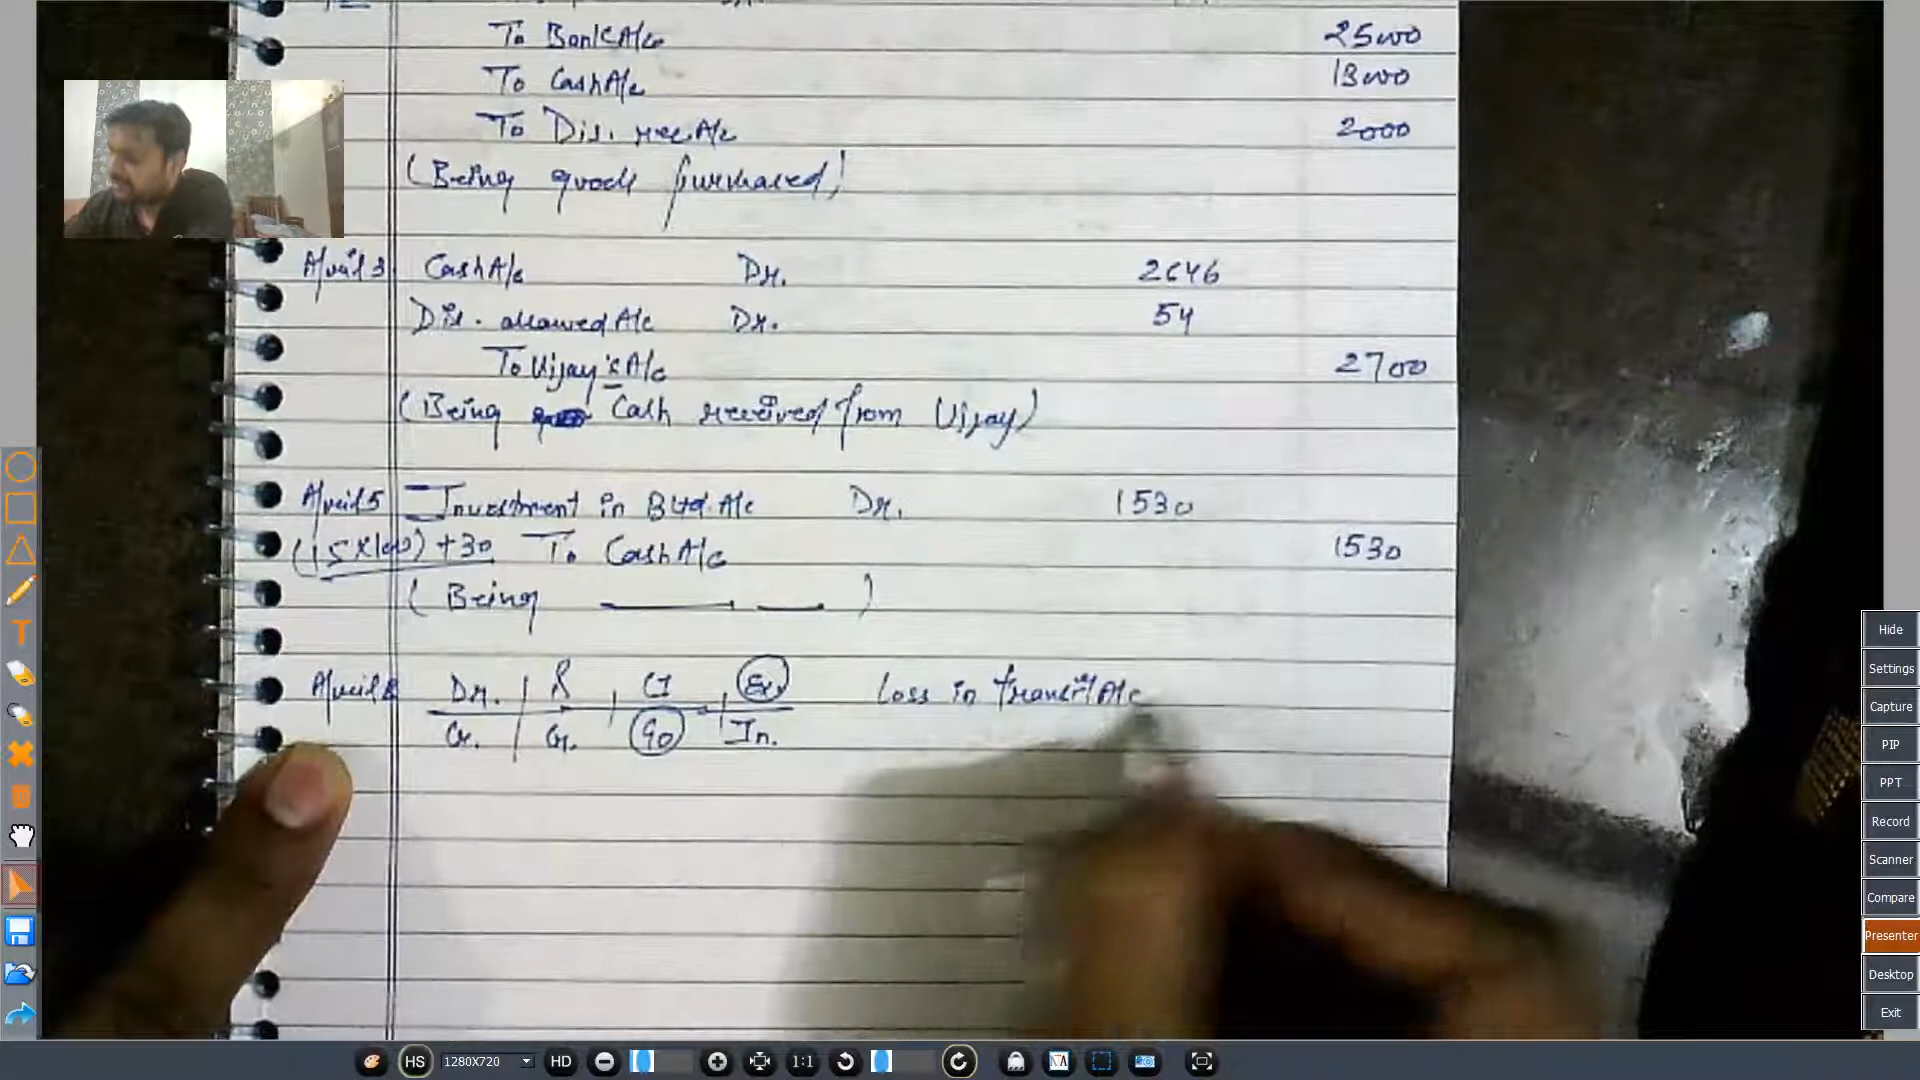 To Bank A/c 25000
To Cash A/c 13000
To Dis. rec. A/c 2000
(Being goods purchased)
April 3 Cash A/c Dr. 2646
Dis. allowed A/c Dr. 54
To Vijay's A/c 2700
(Being Cash received from Vijay)
April 5 Investment in B Ltd. A/c Dr. 1530
(15×100)+30 To Cash A/c 1530
(Being )
April 8 Dr. R CI Ex. Loss in transit A/c
Cr. G. Go In.
Hide
Settings
Capture
PIP
PPT
Record
Scanner
Compare
Presenter
Desktop
Exit
T
HS 1280X720 HD 1:1